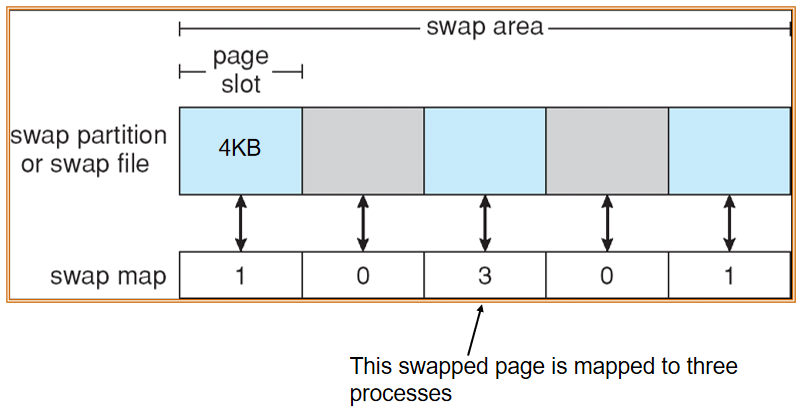 swap area
page
slot
swap partition
or swap file
4KB
swap map
1
0
3
0
1
This swapped page is mapped to three
processes